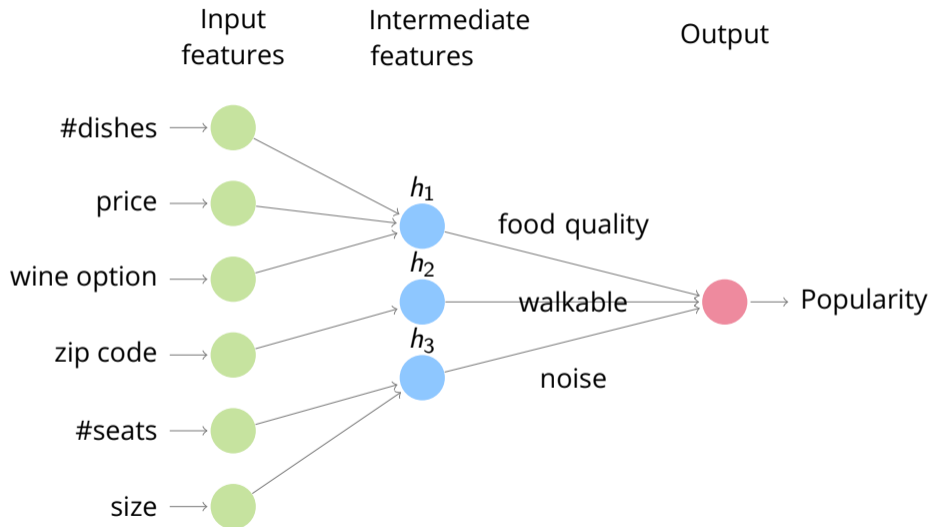 Input
features
Intermediate
features
Output
#dishes
price
wine option
zip code
#seats
size
h1
h2
h3
food quality
walkable
noise
Popularity